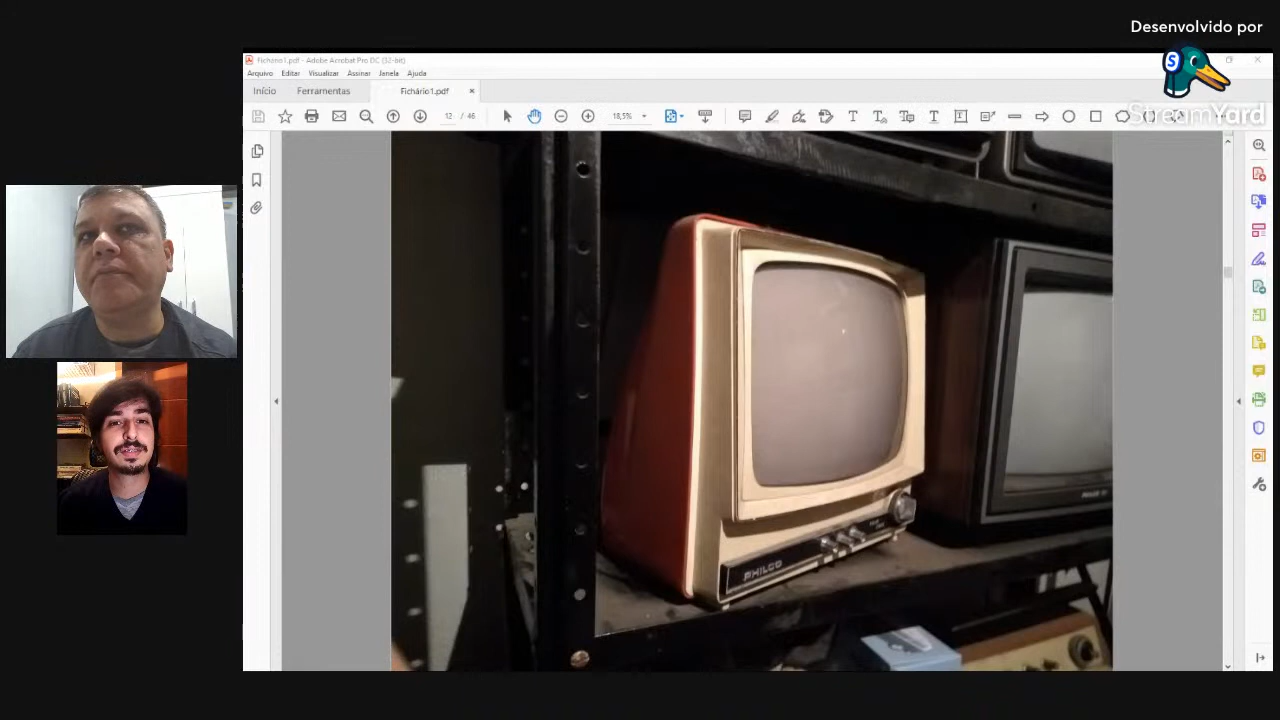 Desenvolvido por
StreamYard
Fichário1.pdf - Adobe Acrobat Pro DC (32-bit)
Arquivo Editar Visualizar Assinar Janela Ajuda
Início Ferramentas Fichário1.pdf ×
12 / 46 18,5%
PHILCO